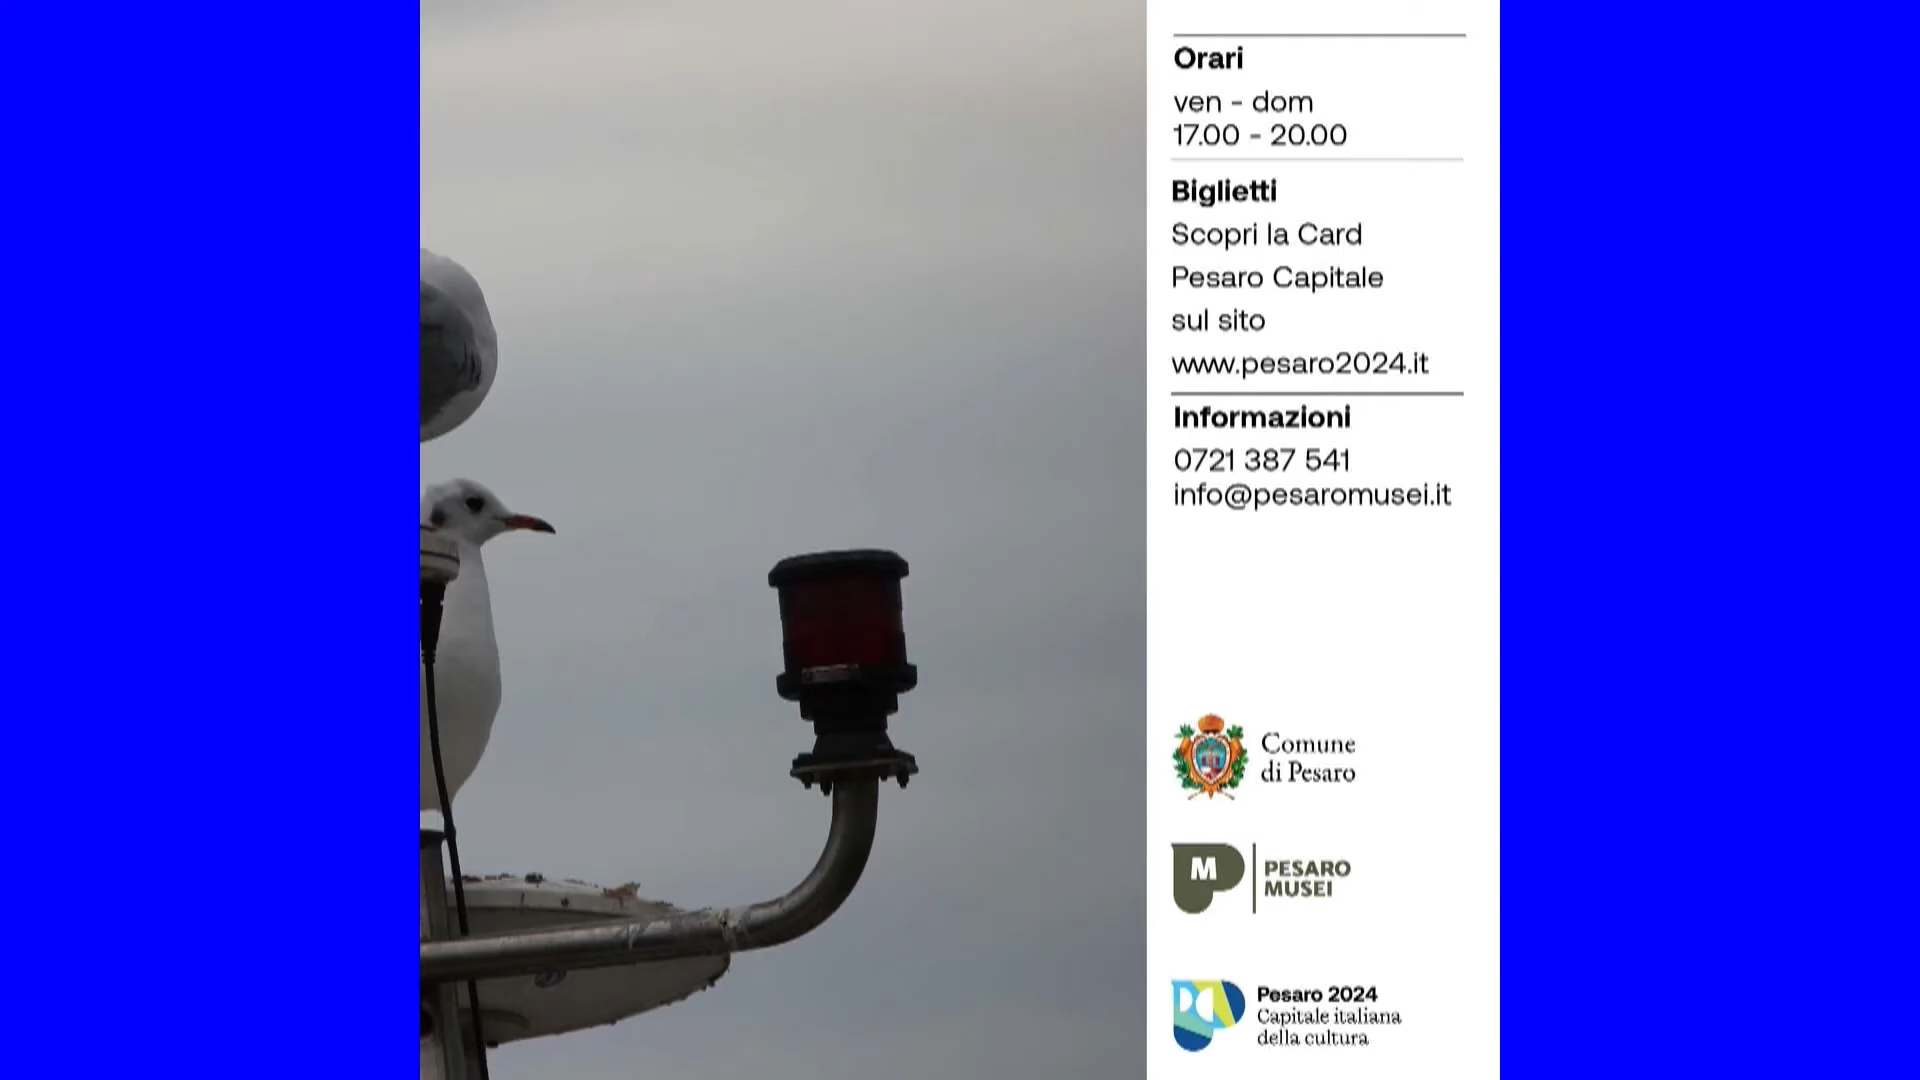 Orari
ven - dom
17.00 - 20.00
Biglietti
Scopri la Card
Pesaro Capitale
sul sito
www.pesaro2024.it
Informazioni
0721 387 541
info@pesaromusei.it
Comune
di Pesaro
M
PESARO
MUSEI
Pesaro 2024
Capitale italiana
della cultura